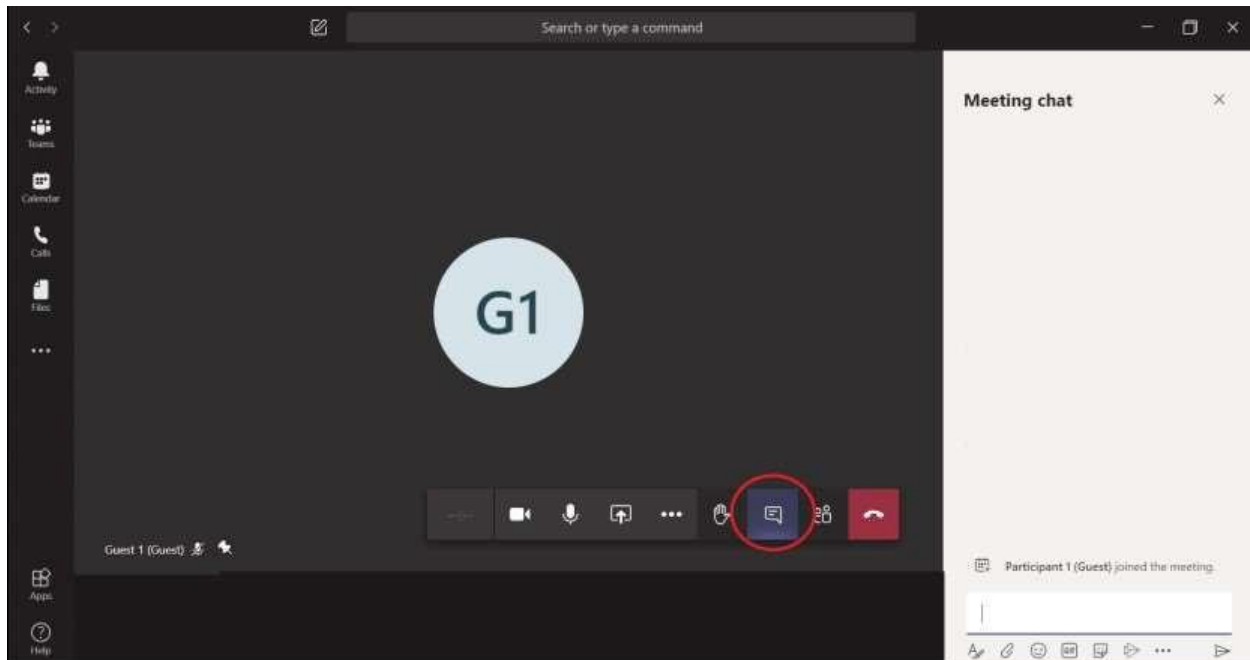 Search or type a command
Activity
Teams
Calendar
Calls
Files
Apps
Help
G1
Guest 1 (Guest)
Meeting chat
Participant 1 (Guest) joined the meeting.
GIF